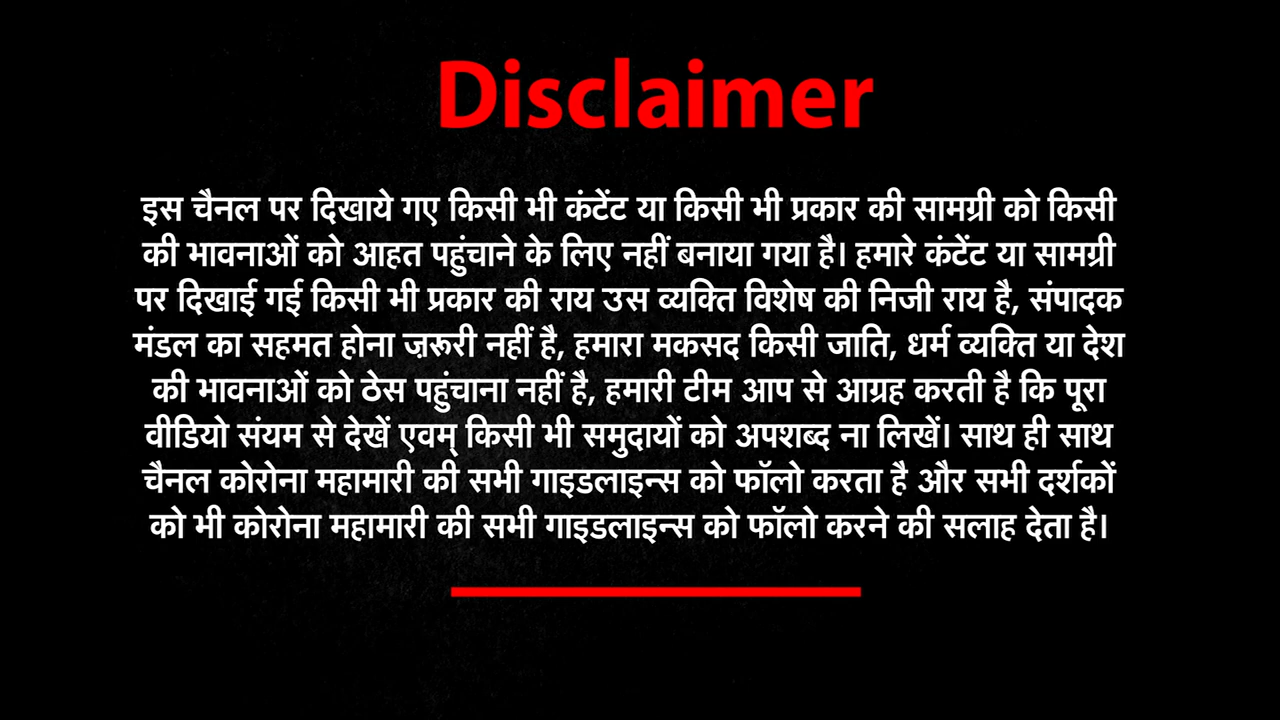 Disclaimer
इस चैनल पर दिखाये गए किसी भी कंटेंट या किसी भी प्रकार की सामग्री को किसी
की भावनाओं को आहत पहुंचाने के लिए नहीं बनाया गया है। हमारे कंटेंट या सामग्री
पर दिखाई गई किसी भी प्रकार की राय उस व्यक्ति विशेष की निजी राय है, संपादक
मंडल का सहमत होना ज़रूरी नहीं है, हमारा मकसद किसी जाति, धर्म व्यक्ति या देश
की भावनाओं को ठेस पहुंचाना नहीं है, हमारी टीम आप से आग्रह करती है कि पूरा
वीडियो संयम से देखें एवम् किसी भी समुदायों को अपशब्द ना लिखें। साथ ही साथ
चैनल कोरोना महामारी की सभी गाइडलाइन्स को फॉलो करता है और सभी दर्शकों
को भी कोरोना महामारी की सभी गाइडलाइन्स को फॉलो करने की सलाह देता है।